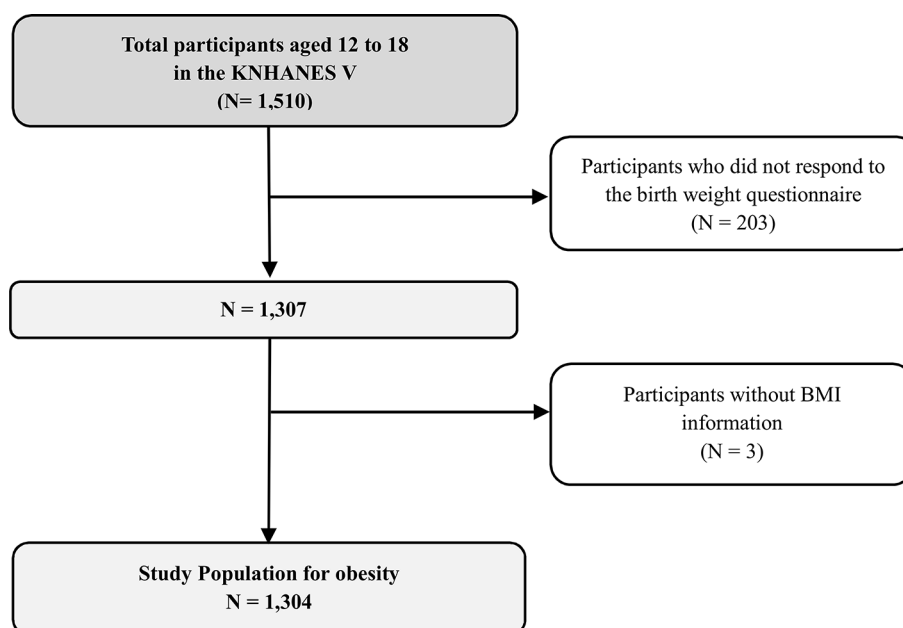 Total participants aged 12 to 18
in the KNHANES V
(N= 1,510)
Participants who did not respond to
the birth weight questionnaire
(N = 203)
N = 1,307
Participants without BMI
information
(N = 3)
Study Population for obesity
N = 1,304